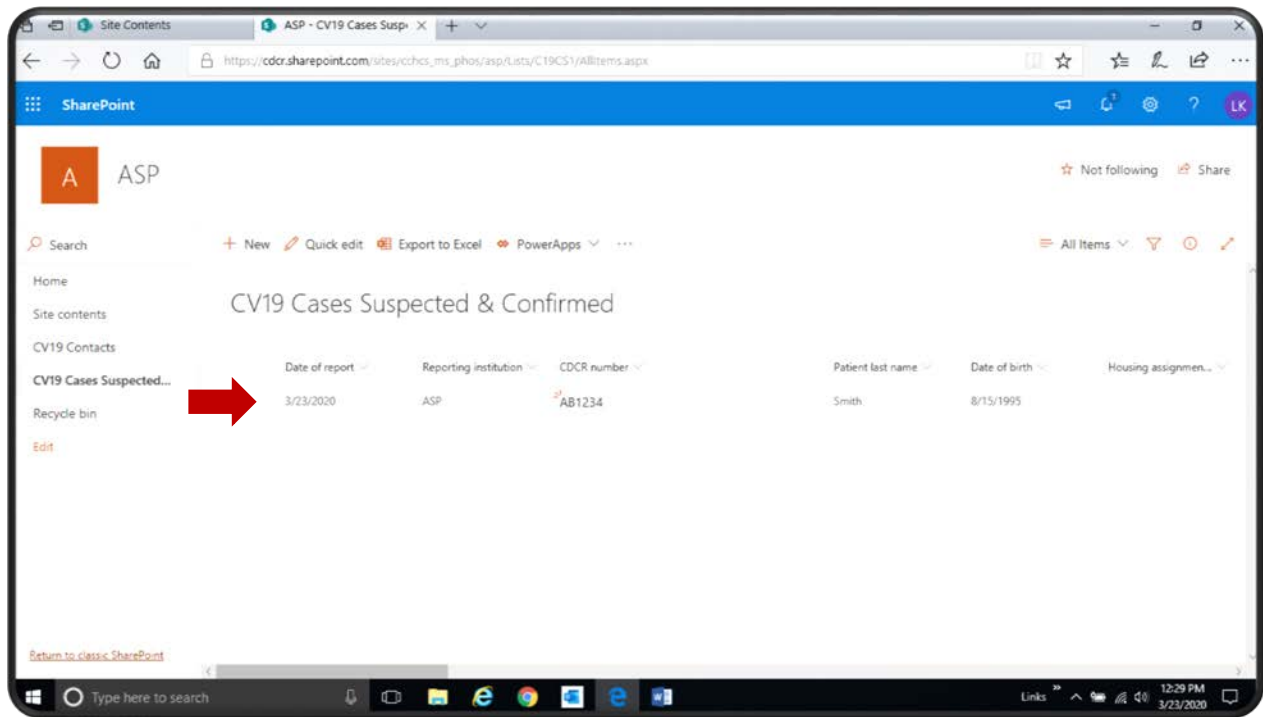 Site Contents
ASP - CV19 Cases Susp
https://cdcr.sharepoint.com/sites/cchcs_ms_phos/asp/Lists/C19CS1/AllItems.aspx
SharePoint
LK
A
ASP
Not following
Share
Search
New
Quick edit
Export to Excel
PowerApps
All Items
Home
Site contents
CV19 Contacts
CV19 Cases Suspected...
Recycle bin
Edit
CV19 Cases Suspected & Confirmed
Date of report
Reporting institution
CDCR number
Patient last name
Date of birth
Housing assignmen...
3/23/2020
ASP
AB1234
Smith
8/15/1995
Return to classic SharePoint
Type here to search
Links
12:29 PM
3/23/2020